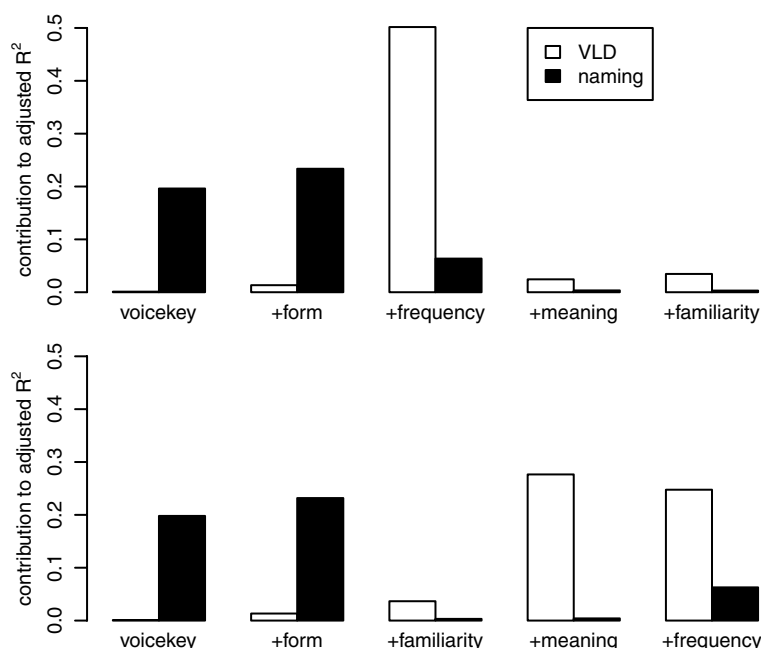 contribution to adjusted R²
0.0 0.1 0.2 0.3 0.4 0.5
VLD
naming
voicekey +form +frequency +meaning +familiarity
contribution to adjusted R²
0.0 0.1 0.2 0.3 0.4 0.5
voicekey +form +familiarity +meaning +frequency